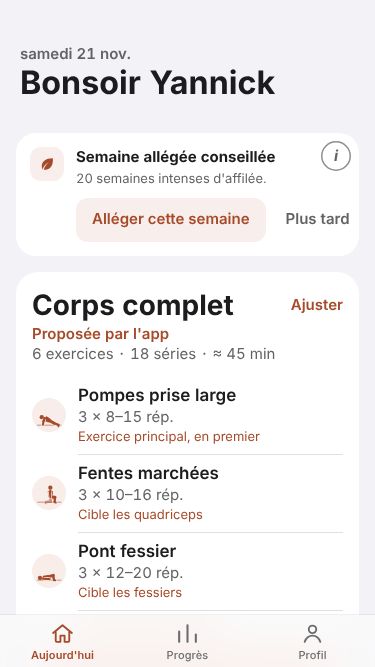 samedi 21 nov.
Bonsoir Yannick
Semaine allégée conseillée
i
20 semaines intenses d'affilée.
Alléger cette semaine
Plus tard
Corps complet
Ajuster
Proposée par l'app
6 exercices · 18 séries · ≈ 45 min
Pompes prise large
3 × 8–15 rép.
Exercice principal, en premier
Fentes marchées
3 × 10–16 rép.
Cible les quadriceps
Pont fessier
3 × 12–20 rép.
Cible les fessiers
Aujourd'hui
Progrès
Profil